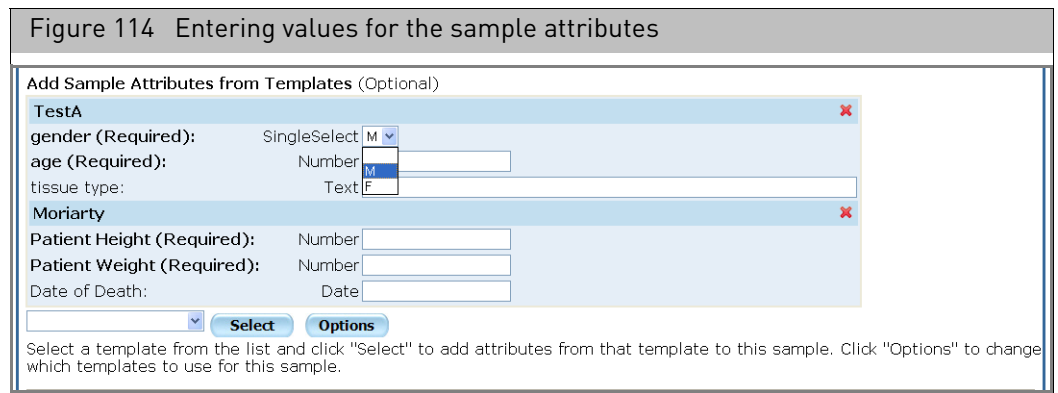 Figure 114 Entering values for the sample attributes
Add Sample Attributes from Templates (Optional)
TestA
gender (Required): SingleSelect M
age (Required): Number
M
tissue type: Text F
Moriarty
Patient Height (Required): Number
Patient Weight (Required): Number
Date of Death: Date
Select Options
Select a template from the list and click "Select" to add attributes from that template to this sample. Click "Options" to change
which templates to use for this sample.